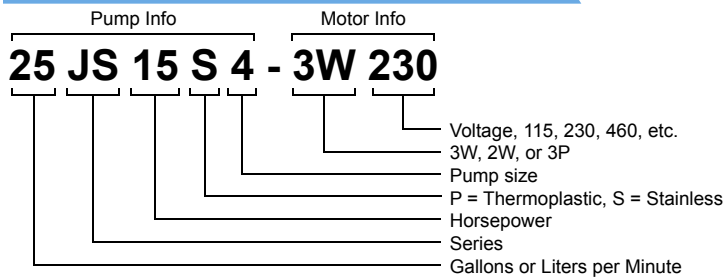 Pump Info Motor Info
25 JS 15 S 4 - 3W 230
Voltage, 115, 230, 460, etc.
3W, 2W, or 3P
Pump size
P = Thermoplastic, S = Stainless
Horsepower
Series
Gallons or Liters per Minute